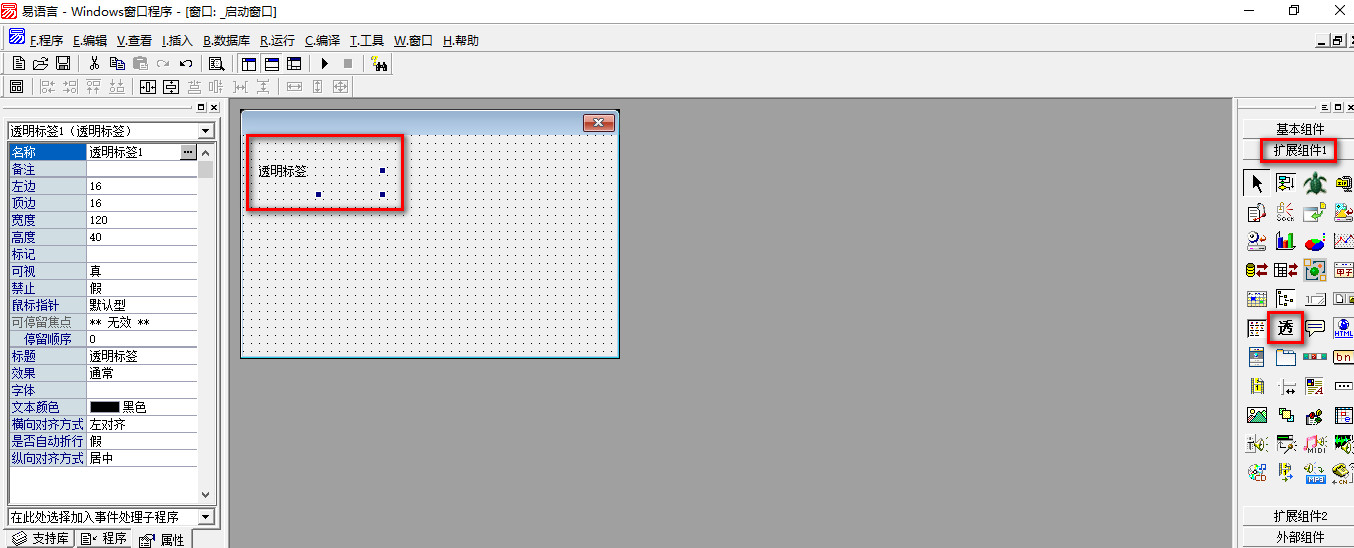 易语言 - Windows窗口程序 - [窗口: _启动窗口]
F.程序 E.编辑 V.查看 I.插入 B.数据库 R.运行 C.编译 T.工具 W.窗口 H.帮助
透明标签1（透明标签）
名称 透明标签1
备注
左边 16
顶边 16
宽度 120
高度 40
标记
可视 真
禁止 假
鼠标指针 默认型
可停留焦点 ** 无效 **
停留顺序 0
标题 透明标签
效果 通常
字体
文本颜色 黑色
横向对齐方式 左对齐
是否自动折行 假
纵向对齐方式 居中
在此处选择加入事件处理子程序
支持库 程序 属性
透明标签
基本组件
扩展组件1
SOCK
甲子
透
HTML
bn
MIDI
MP3
CN
扩展组件2
外部组件